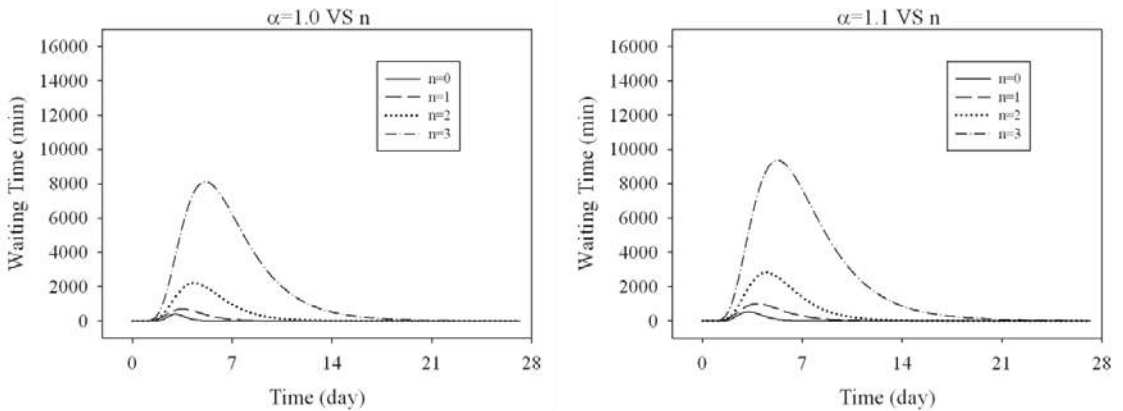 α=1.0 VS n
16000
14000
12000
10000
8000
6000
4000
2000
0
Waiting Time (min)
n=0
n=1
n=2
n=3
0 7 14 21 28
Time (day)
α=1.1 VS n
16000
14000
12000
10000
8000
6000
4000
2000
0
Waiting Time (min)
n=0
n=1
n=2
n=3
0 7 14 21 28
Time (day)